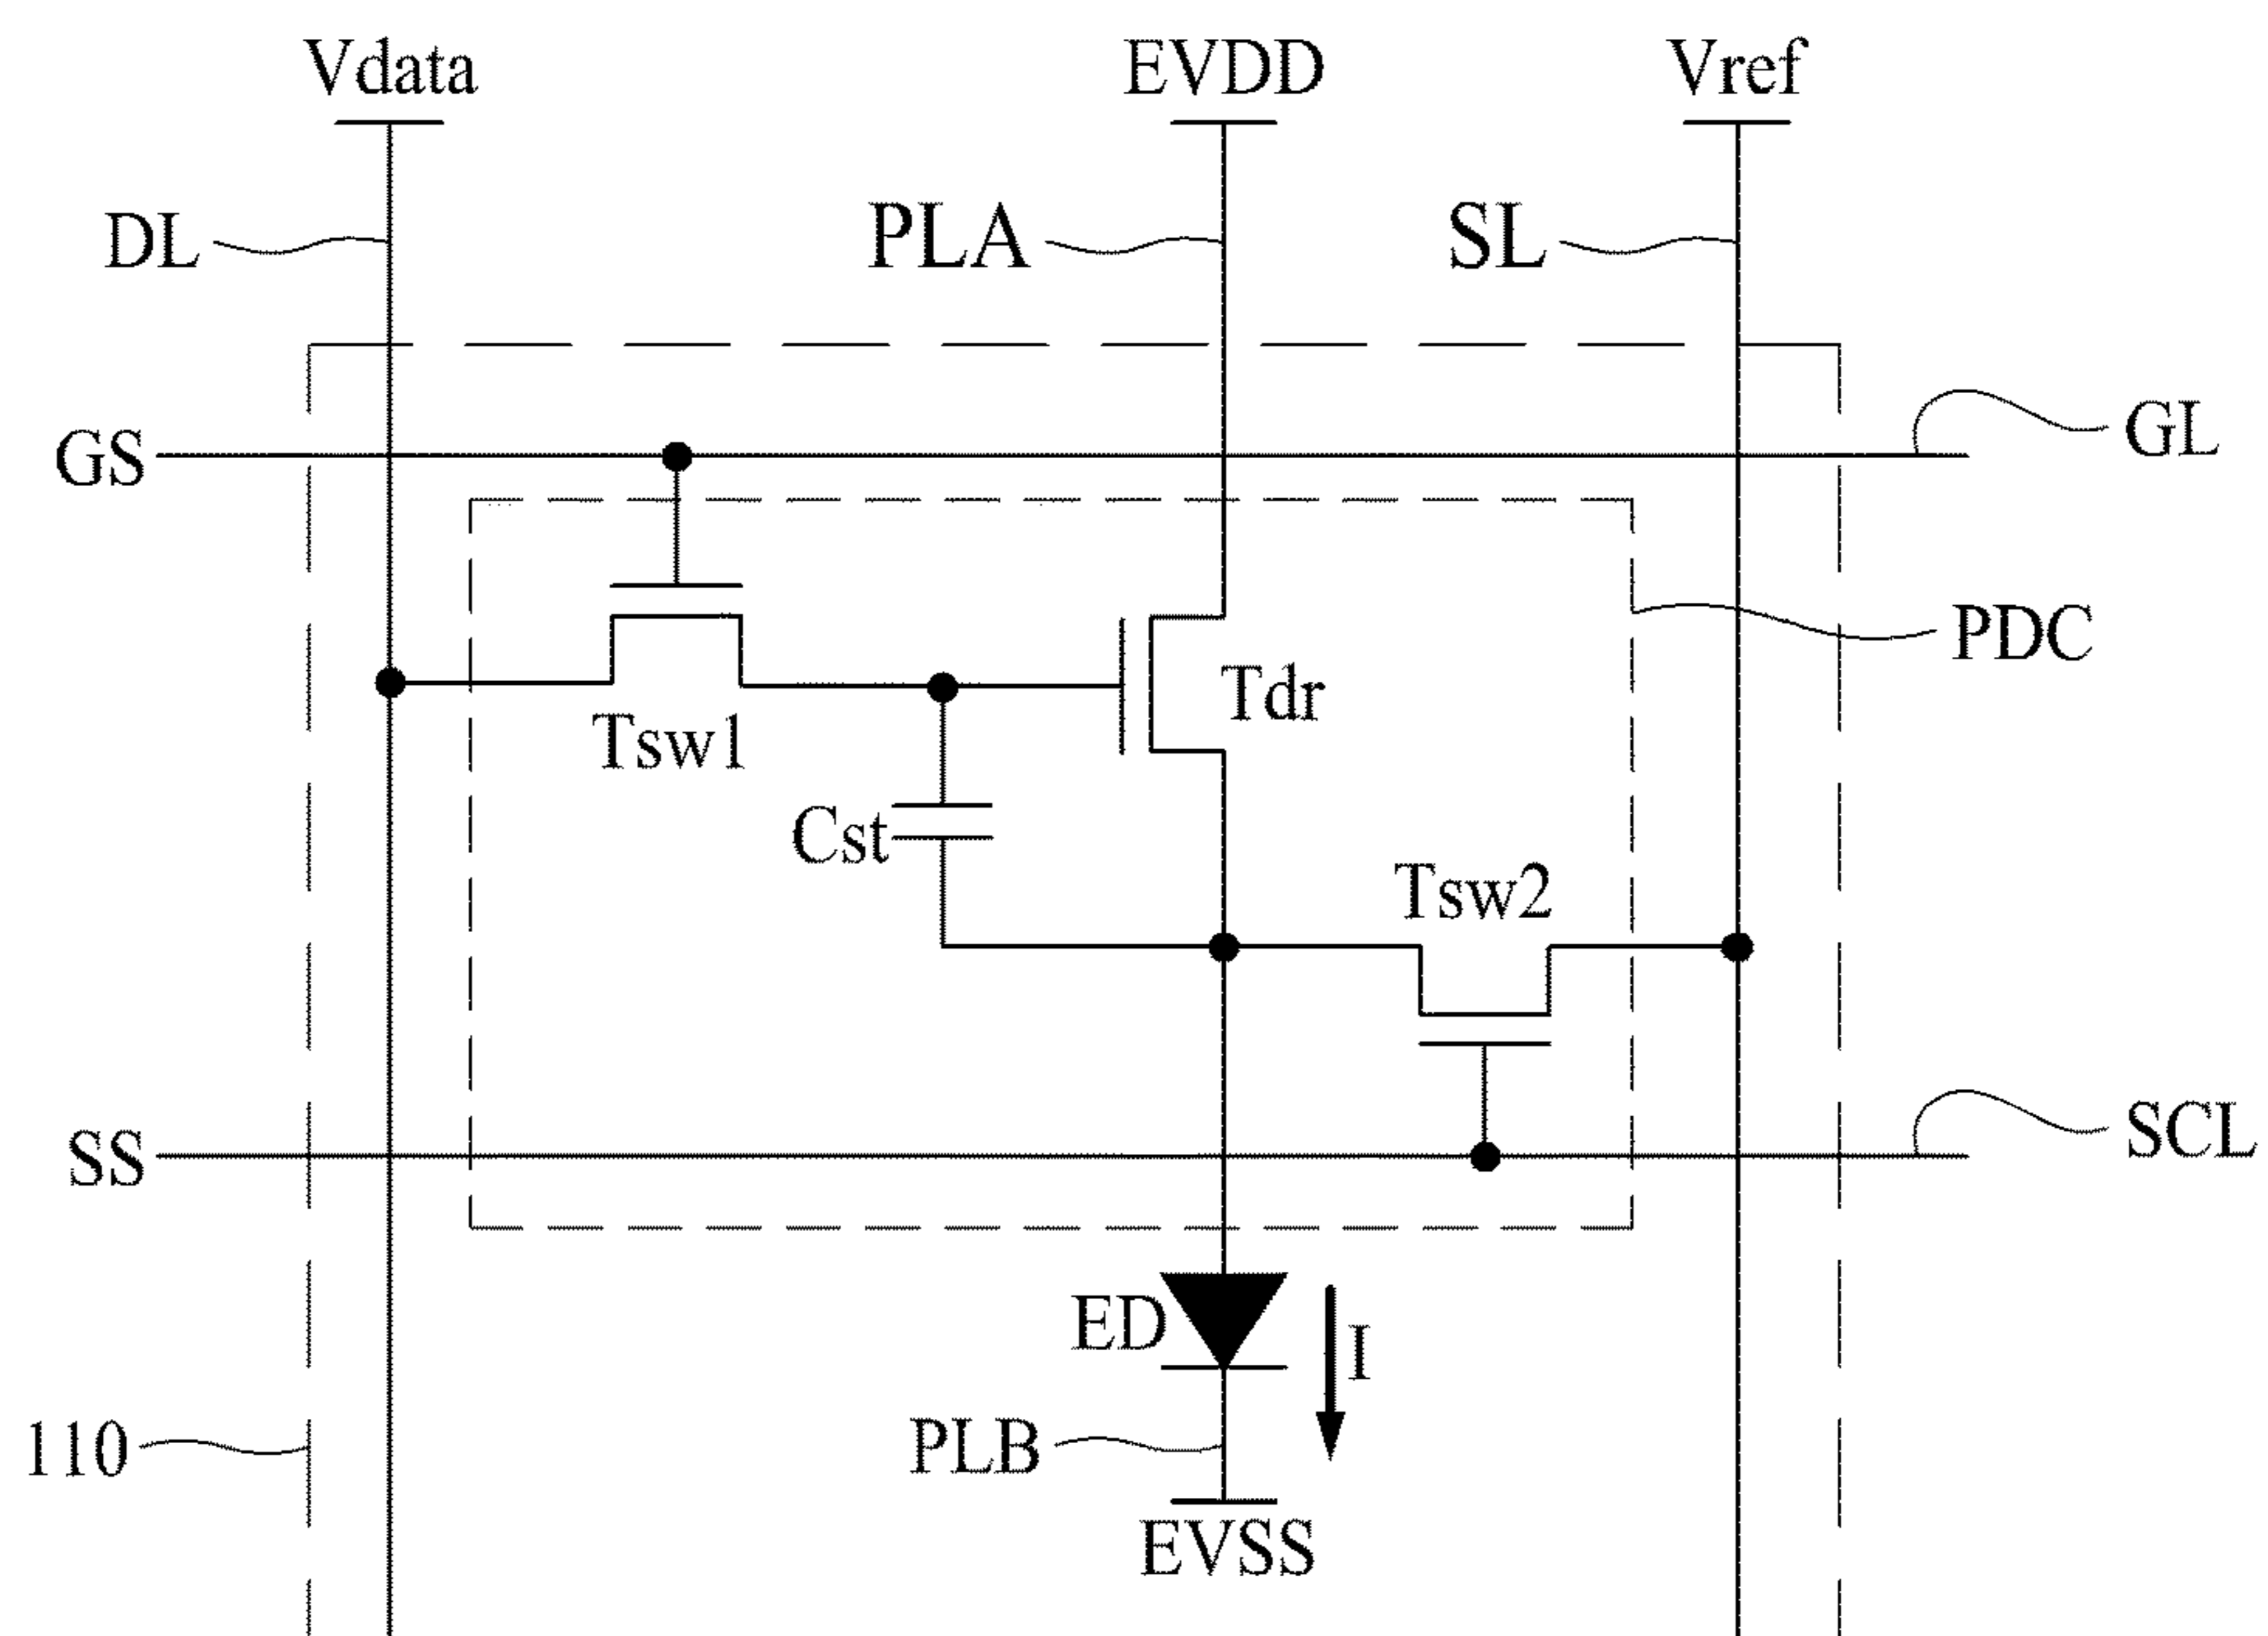 Vdata
EVDD
Vref
DL
PLA
SL
GS
GL
PDC
Tdr
Tsw1
Cst
Tsw2
SS
SCL
ED
I
110
PLB
EVSS